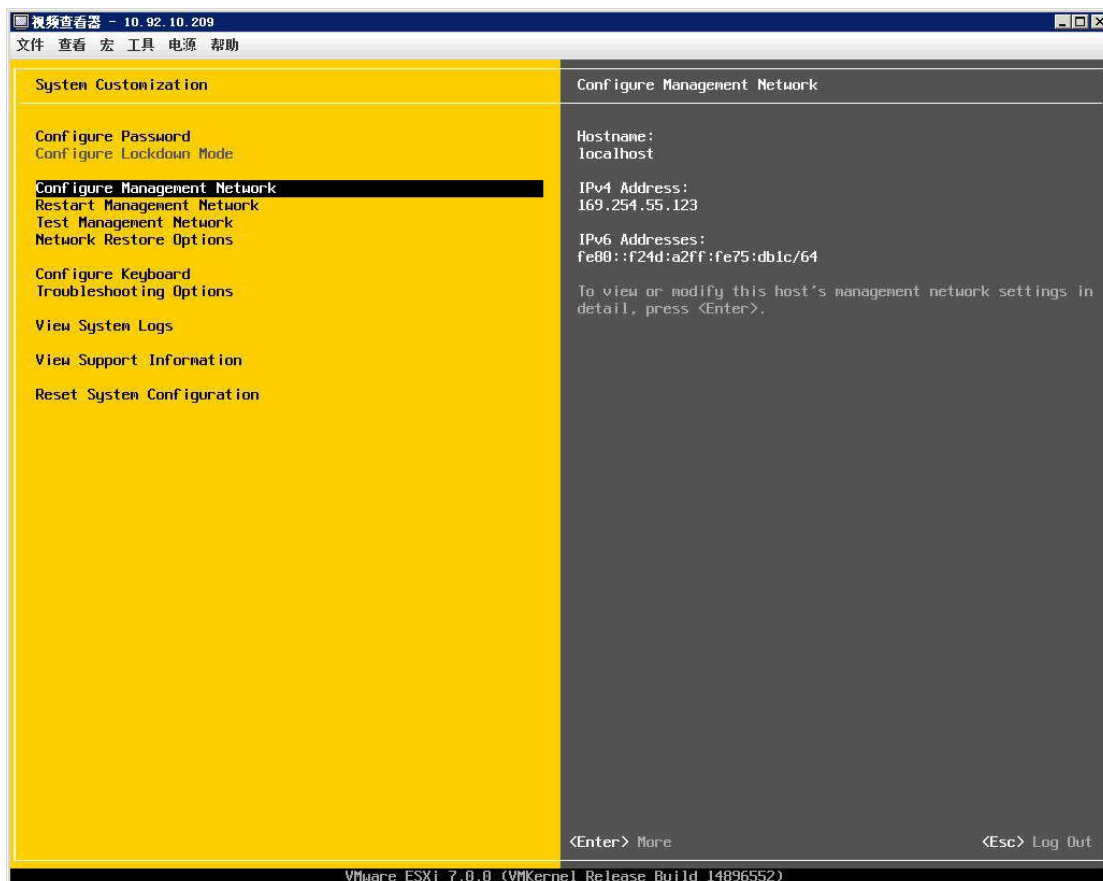 视频查看器 - 10.92.10.209
文件 查看 宏 工具 电源 帮助
System Customization
Configure Password
Configure Lockdown Mode
Configure Management Network
Restart Management Network
Test Management Network
Network Restore Options
Configure Keyboard
Troubleshooting Options
View System Logs
View Support Information
Reset System Configuration
Configure Management Network
Hostname:
localhost
IPv4 Address:
169.254.55.123
IPv6 Addresses:
fe80::f24d:a2ff:fe75:db1c/64
To view or modify this host's management network settings in
detail, press <Enter>.
<Enter> More
<Esc> Log Out
VMware ESXi 7.0.0 (VMKernel Release Build 14896552)